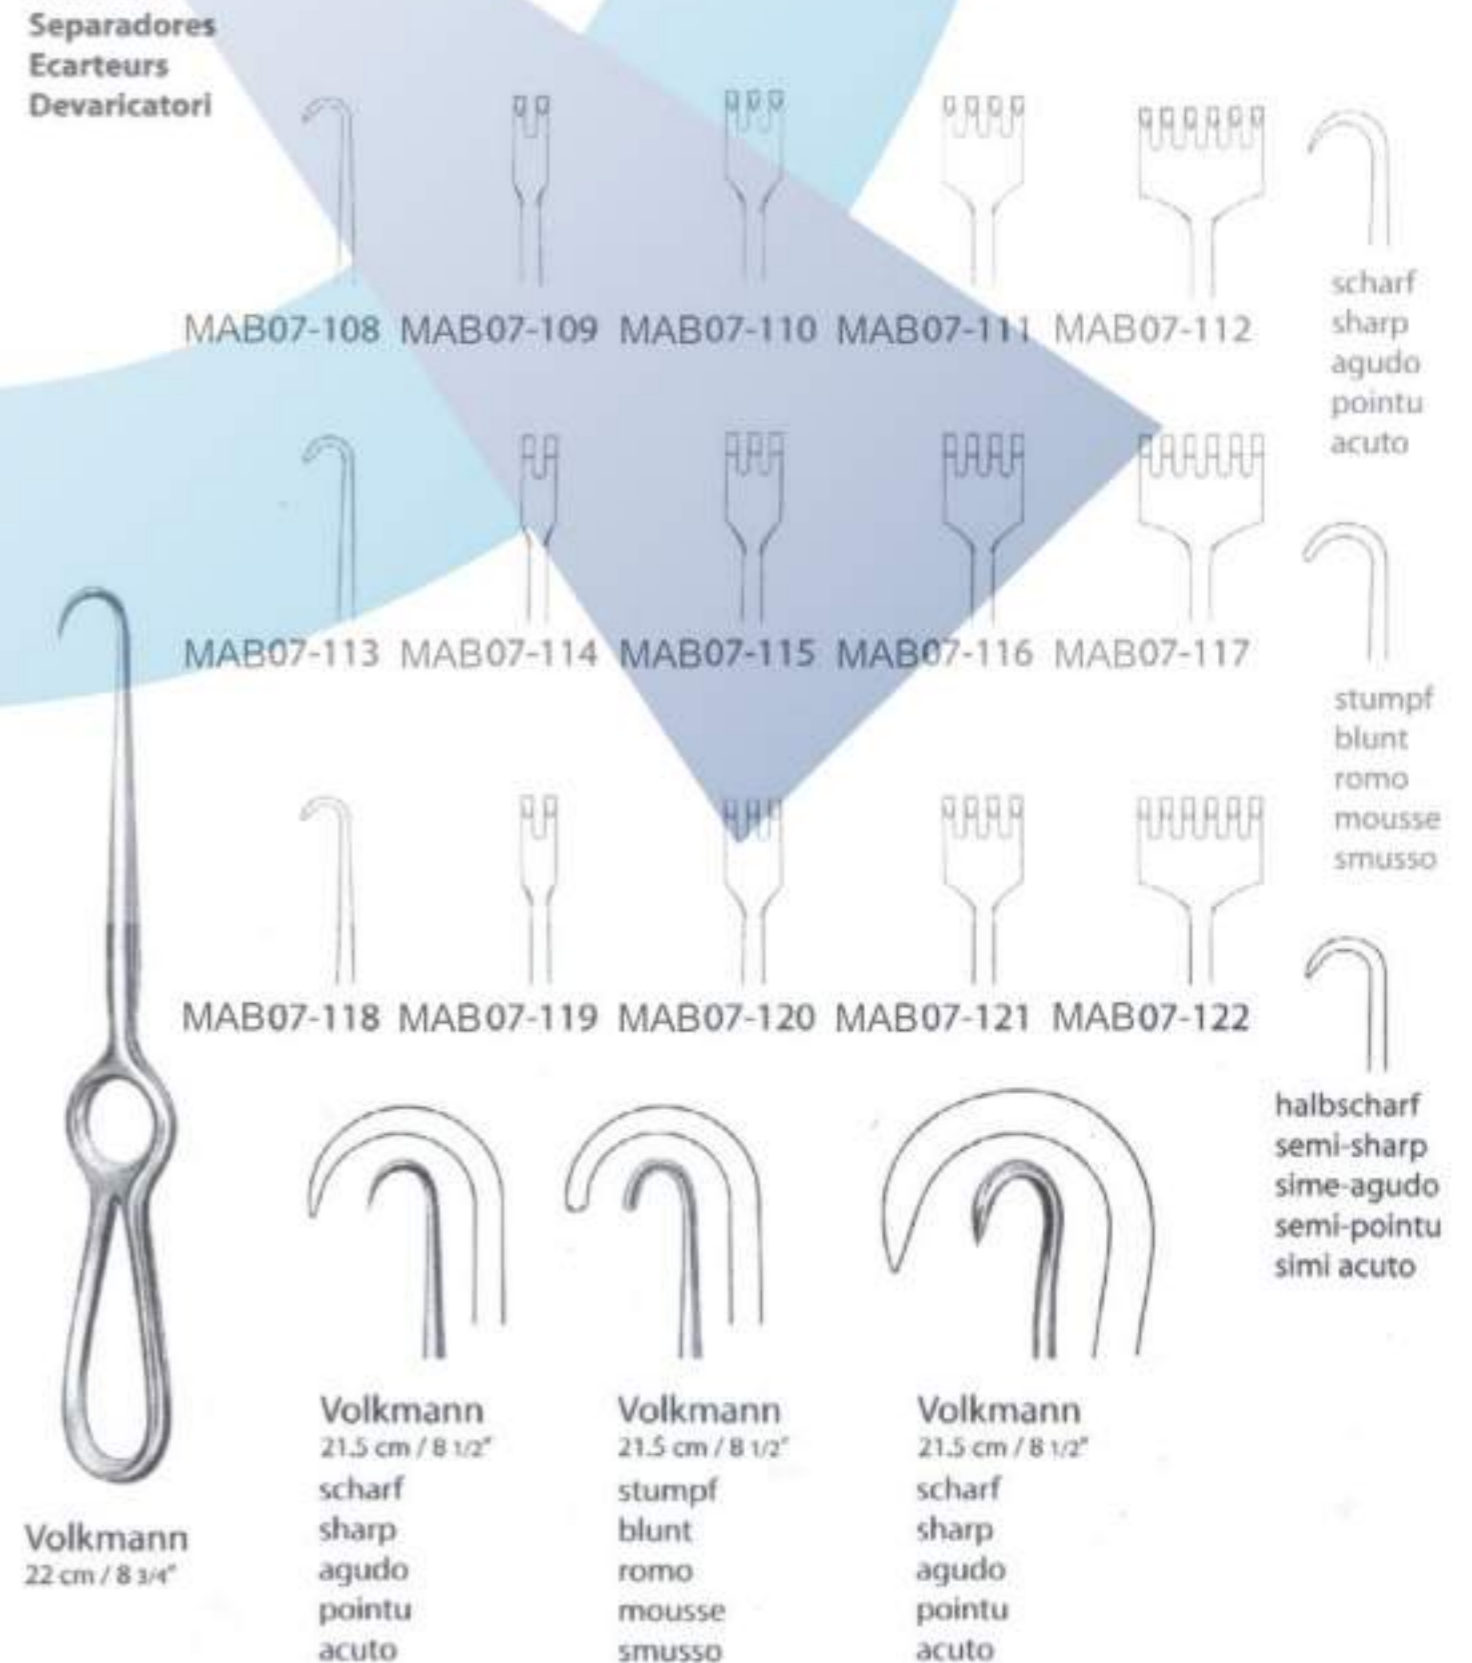 Separadores
Ecarteurs
Devaricatori
MAB07-108 MAB07-109 MAB07-110 MAB07-111 MAB07-112
scharf
sharp
agudo
pointu
acuto
MAB07-113 MAB07-114 MAB07-115 MAB07-116 MAB07-117
stumpf
blunt
romo
mousse
smusso
MAB07-118 MAB07-119 MAB07-120 MAB07-121 MAB07-122
halbscharf
semi-sharp
sime-agudo
semi-pointu
simi acuto
Volkmann
22 cm / 8 3/4"
Volkmann
21.5 cm / 8 1/2"
scharf
sharp
agudo
pointu
acuto
Volkmann
21.5 cm / 8 1/2"
stumpf
blunt
romo
mousse
smusso
Volkmann
21.5 cm / 8 1/2"
scharf
sharp
agudo
pointu
acuto